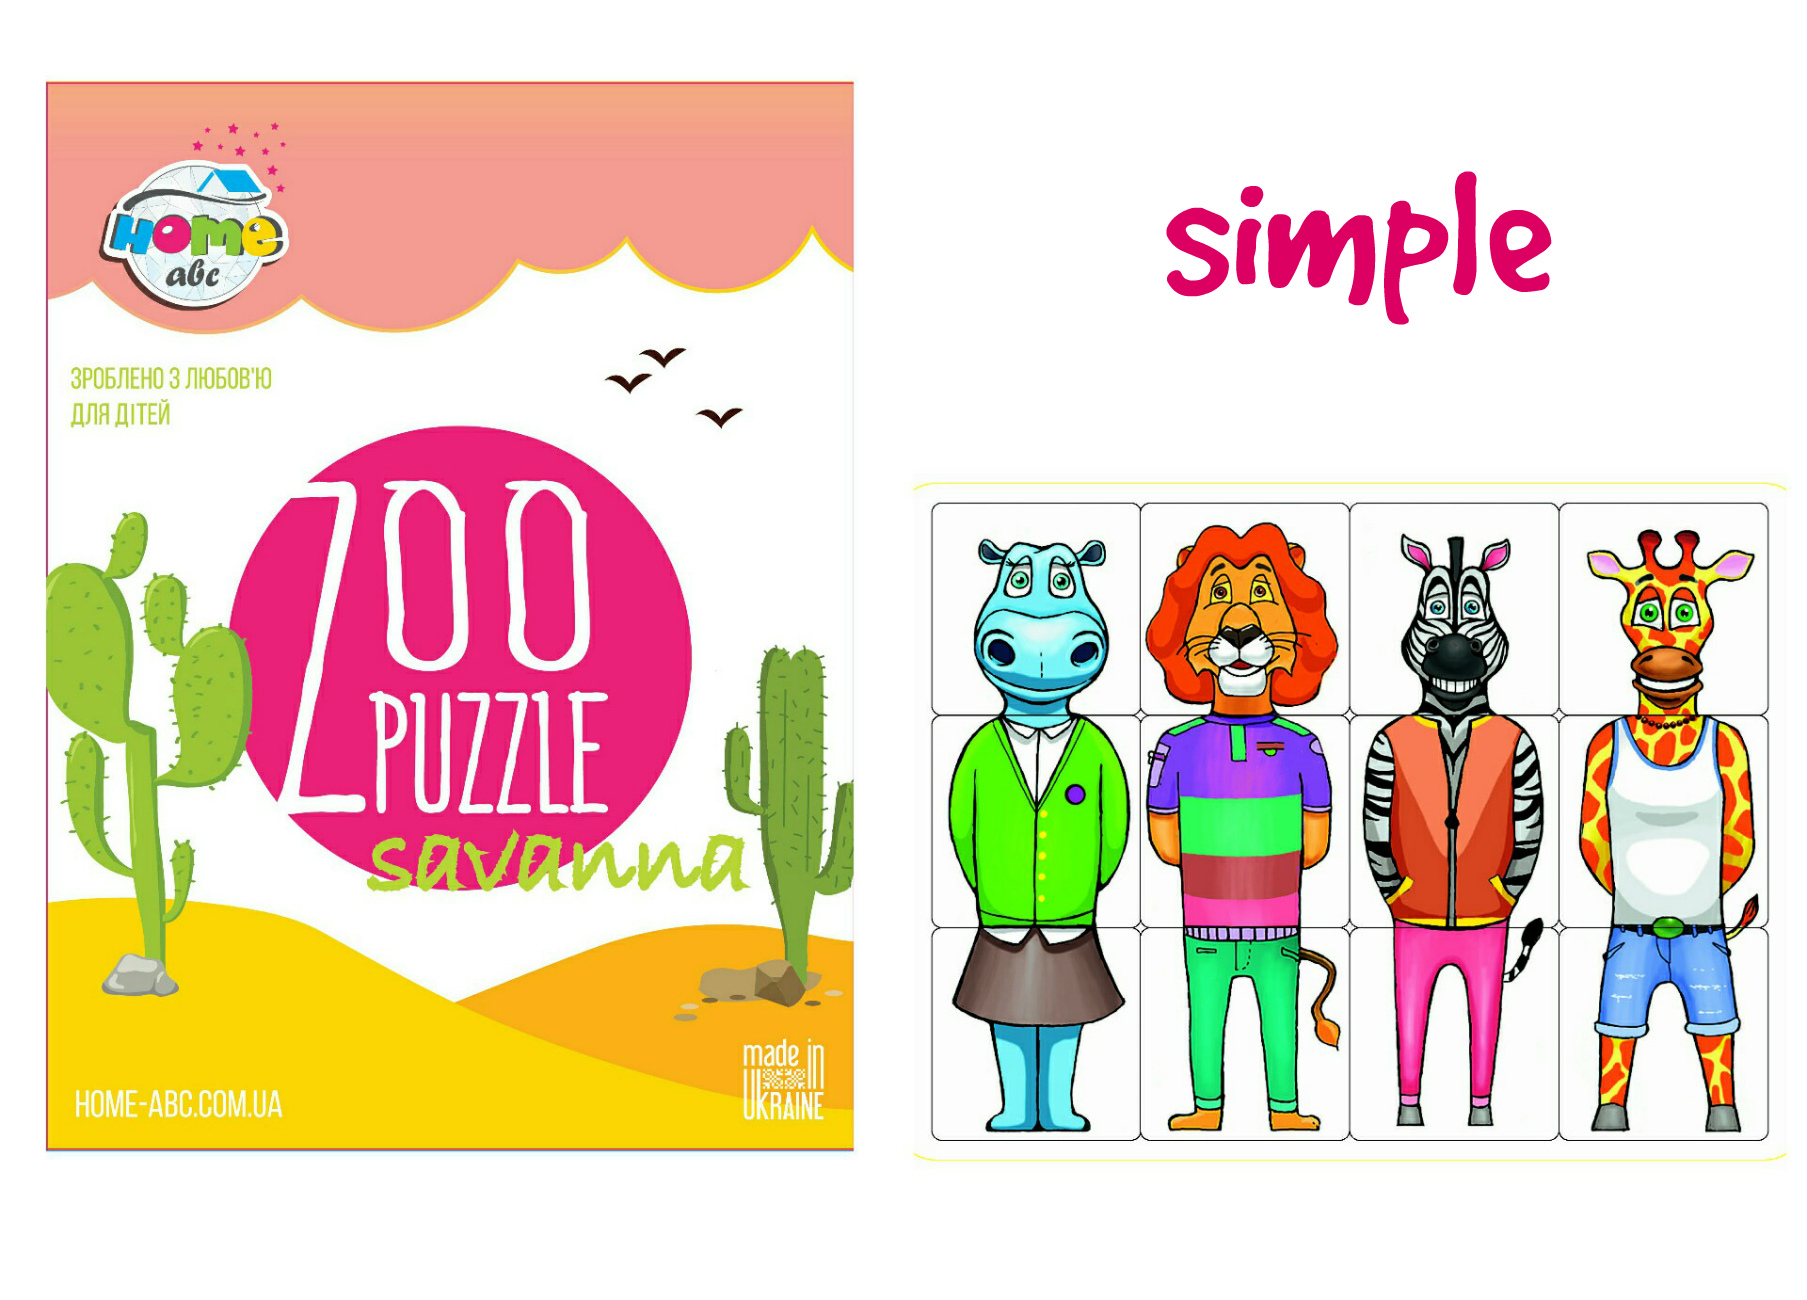 HOME
abc
ЗРОБЛЕНО З ЛЮБОВ'Ю
ДЛЯ ДІТЕЙ
ZOO
PUZZLE
savanna
HOME-ABC.COM.UA
made in
UKRAINE
simple